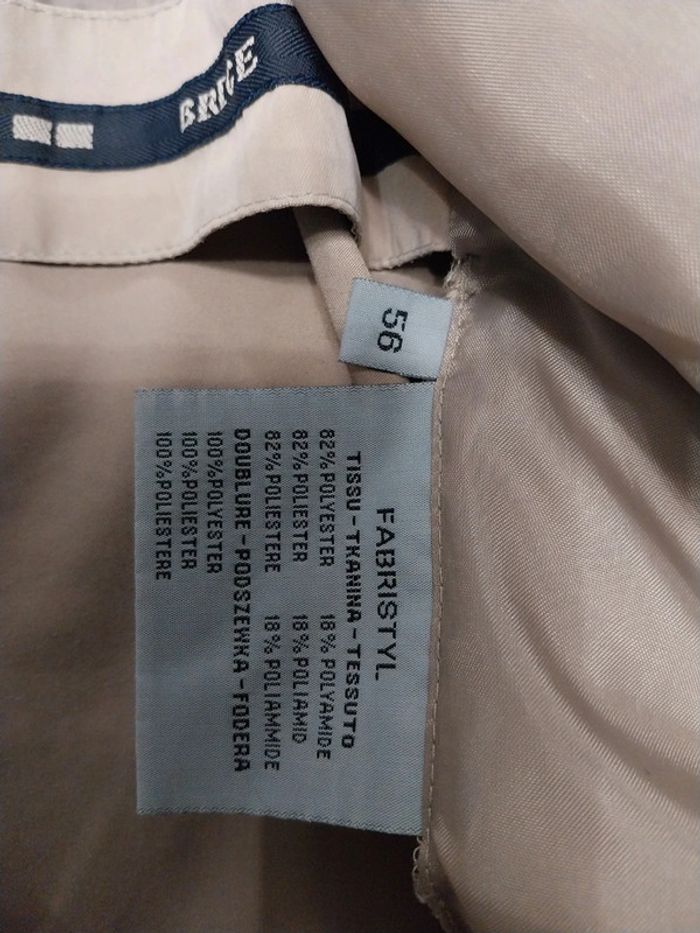 BRICE
56
FABRISTYL
TISSU-TKANINA-TESSUTO
82%POLYESTER 18%POLYAMIDE
82%POLIESTER 18%POLIAMID
82%POLIESTERE 18%POLIAMMIDE
DOUBLURE-PODSZEWKA-FODERA
100%POLYESTER
100%POLIESTER
100%POLIESTERE